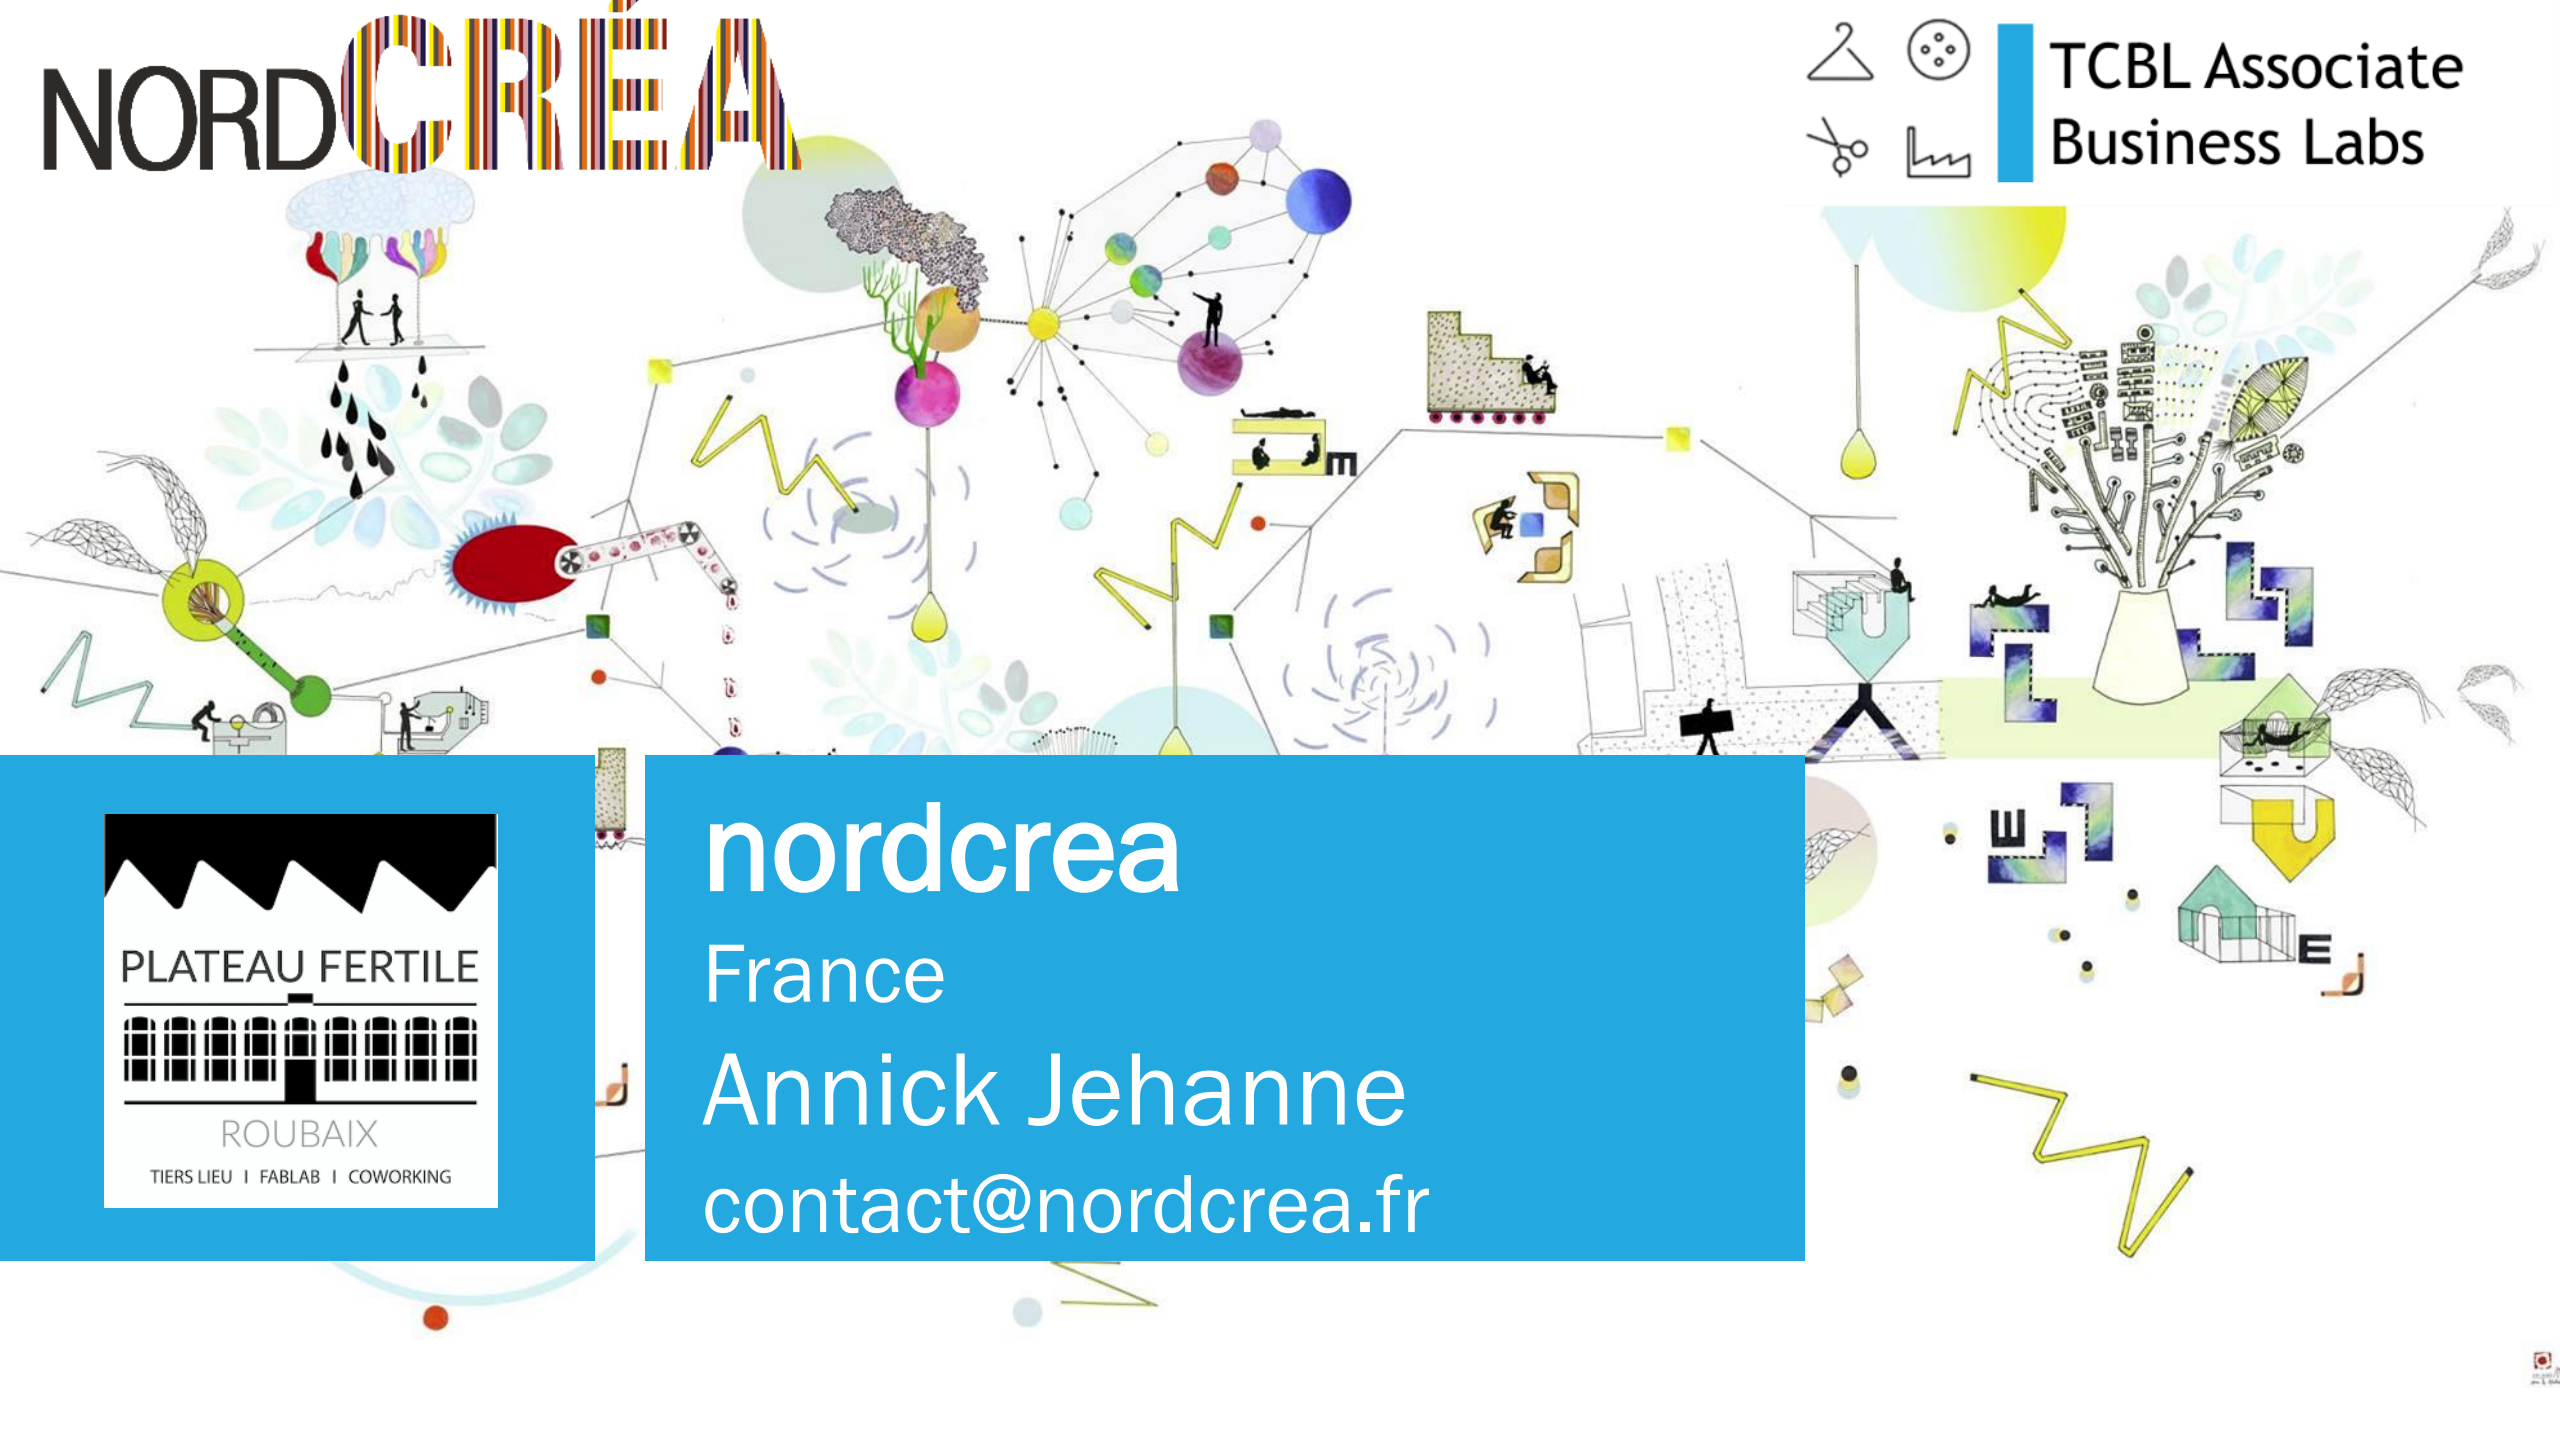 NORDCRÉA
TCBL Associate
Business Labs
PLATEAU FERTILE
ROUBAIX
TIERS LIEU I FABLAB I COWORKING
nordcrea
France
Annick Jehanne
contact@nordcrea.fr